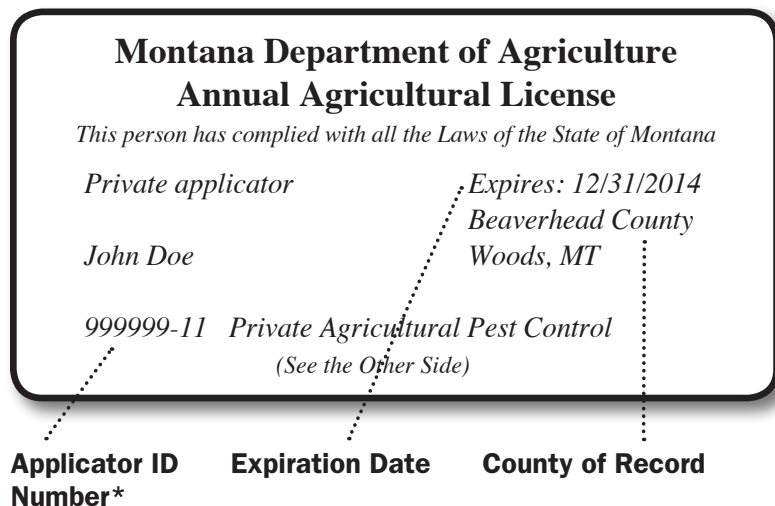 Montana Department of Agriculture
Annual Agricultural License
This person has complied with all the Laws of the State of Montana
Private applicator Expires: 12/31/2014
Beaverhead County
John Doe Woods, MT
999999-11 Private Agricultural Pest Control
(See the Other Side)
Applicator ID Expiration Date County of Record
Number*